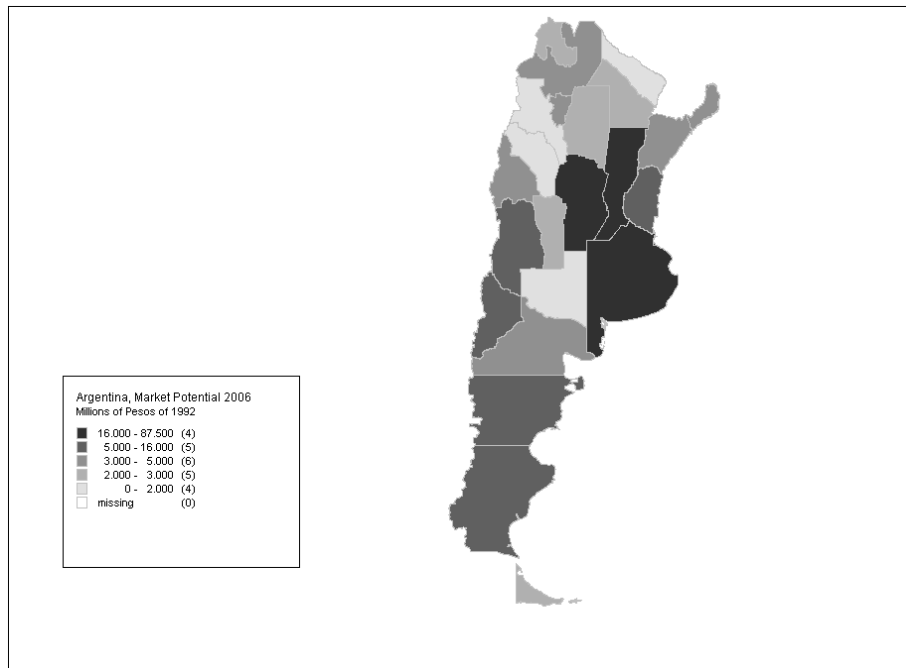 Argentina, Market Potential 2006
Millions of Pesos of 1992
16.000 - 87.500 (4)
5.000 - 16.000 (5)
3.000 - 5.000 (6)
2.000 - 3.000 (5)
0 - 2.000 (4)
missing (0)